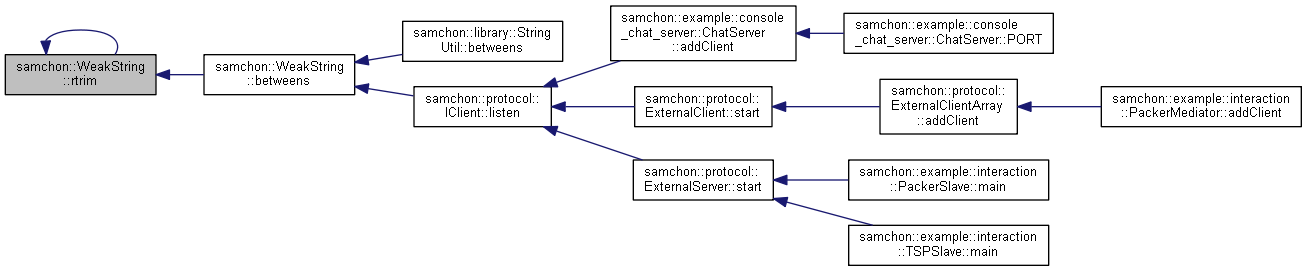 samchon::WeakString
::rtrim
samchon::WeakString
::betweens
samchon::library::String
Util::betweens
samchon::protocol::
IClient::listen
samchon::example::console
_chat_server::ChatServer
::addClient
samchon::example::console
_chat_server::ChatServer::PORT
samchon::protocol::
ExternalClient::start
samchon::protocol::
ExternalClientArray
::addClient
samchon::example::interaction
::PackerMediator::addClient
samchon::protocol::
ExternalServer::start
samchon::example::interaction
::PackerSlave::main
samchon::example::interaction
::TSPSlave::main